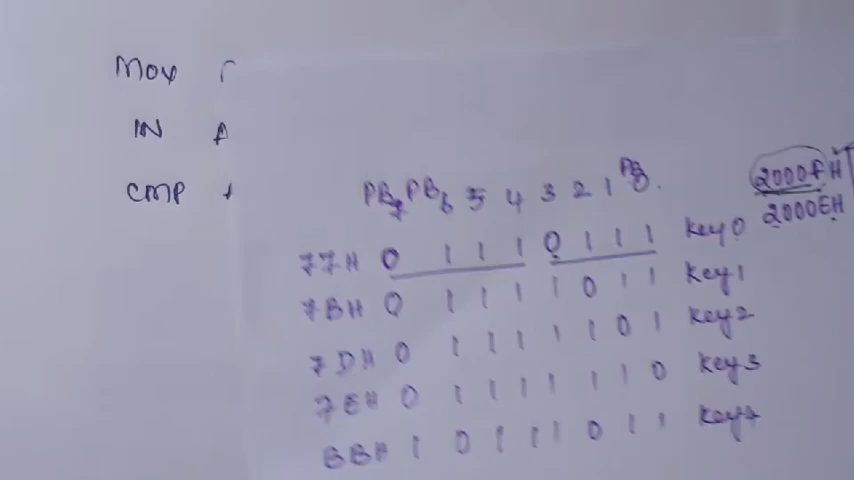 MOV
IN A
CMP
PB7 PB6 5 4 3 2 1 PB0
2000FH
2000EH
77H 0 1 1 1 0 1 1 1 Key0
7BH 0 1 1 1 1 0 1 1 Key1
7DH 0 1 1 1 1 1 0 1 Key2
7EH 0 1 1 1 1 1 1 0 Key3
BBH 1 0 1 1 1 0 1 1 Key4